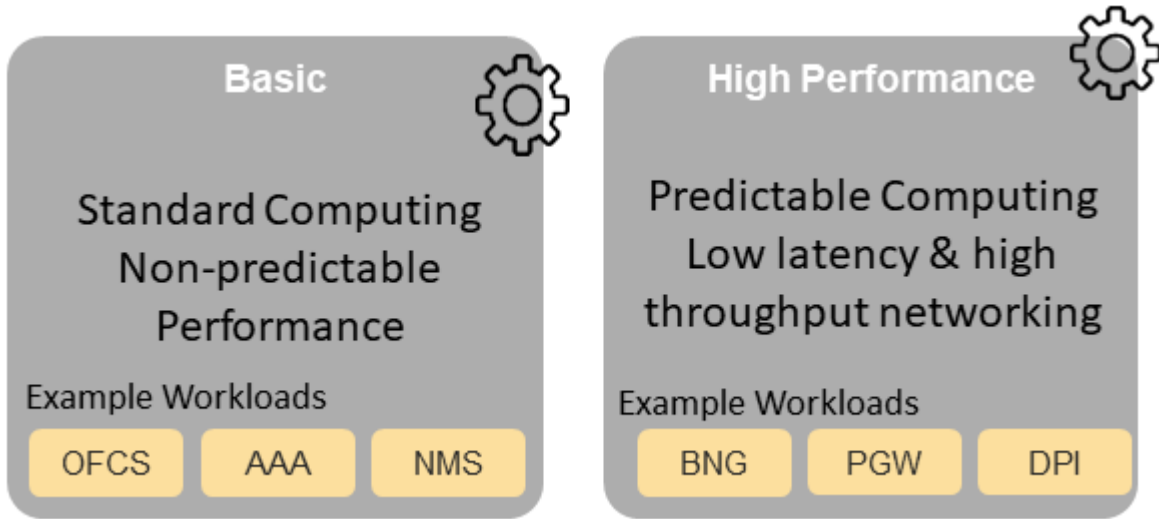 Basic
Standard Computing
Non-predictable
Performance
Example Workloads
OFCS AAA NMS
High Performance
Predictable Computing
Low latency & high
throughput networking
Example Workloads
BNG PGW DPI